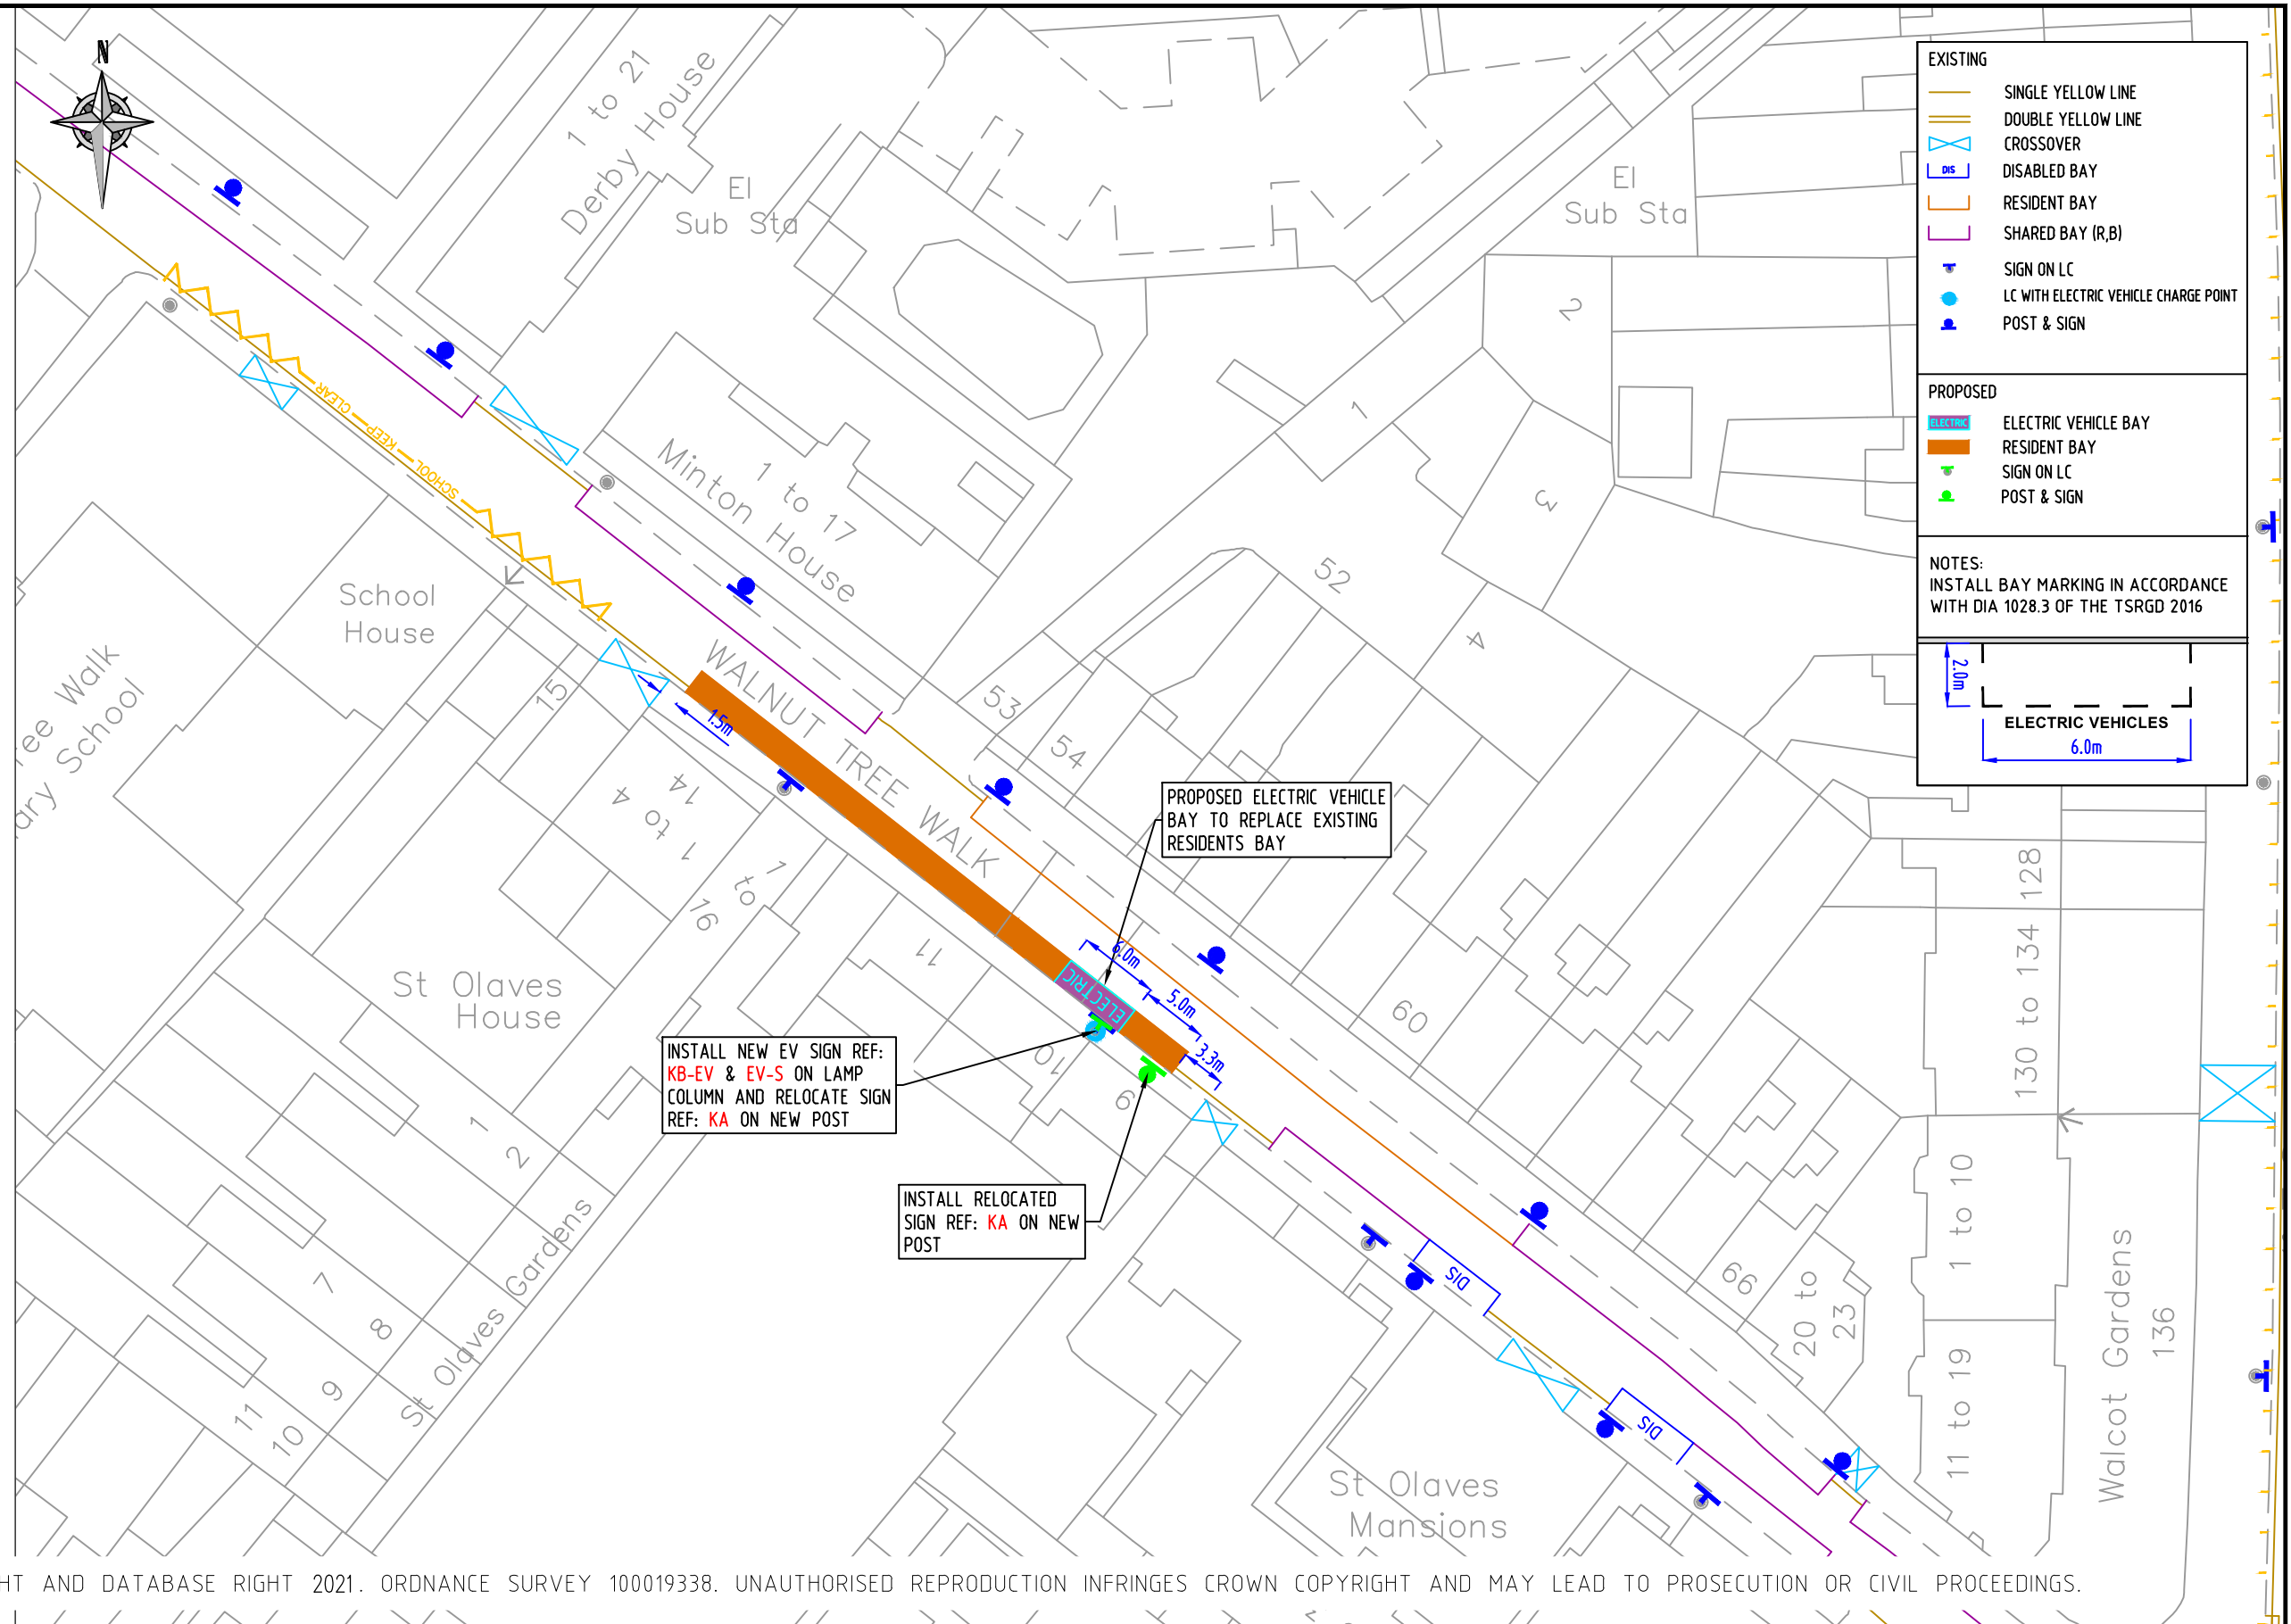 N
1 to 21
Derby House
El
Sub Sta
El
Sub Sta
EXISTING
SINGLE YELLOW LINE
DOUBLE YELLOW LINE
CROSSOVER
DIS
DISABLED BAY
RESIDENT BAY
SHARED BAY (R,B)
SIGN ON LC
LC WITH ELECTRIC VEHICLE CHARGE POINT
POST & SIGN
PROPOSED
ELECTRIC
ELECTRIC VEHICLE BAY
RESIDENT BAY
SIGN ON LC
POST & SIGN
NOTES:
INSTALL BAY MARKING IN ACCORDANCE
WITH DIA 1028.3 OF THE TSRGD 2016
2.0m
ELECTRIC VEHICLES
6.0m
SCHOOL KEEP CLEAR
1 to 17
Minton House
School
House
ee Walk
ary School
2
1
3
52
4
53
54
15
1.5m
WALNUT TREE WALK
14
1 to 4
1 to
16
11
PROPOSED ELECTRIC VEHICLE
BAY TO REPLACE EXISTING
RESIDENTS BAY
6.0m
5.0m
3.3m
ELECTRIC
St Olaves
House
INSTALL NEW EV SIGN REF:
KB-EV & EV-S ON LAMP
COLUMN AND RELOCATE SIGN
REF: KA ON NEW POST
10
9
60
INSTALL RELOCATED
SIGN REF: KA ON NEW
POST
128
130 to 134
1 to 10
11 to 19
Walcot Gardens
136
66
20 to
23
DIS
DIS
1
2
7
8
9
10
11
St Olaves Gardens
St Olaves
Mansions
HT AND DATABASE RIGHT 2021. ORDNANCE SURVEY 100019338. UNAUTHORISED REPRODUCTION INFRINGES CROWN COPYRIGHT AND MAY LEAD TO PROSECUTION OR CIVIL PROCEEDINGS.